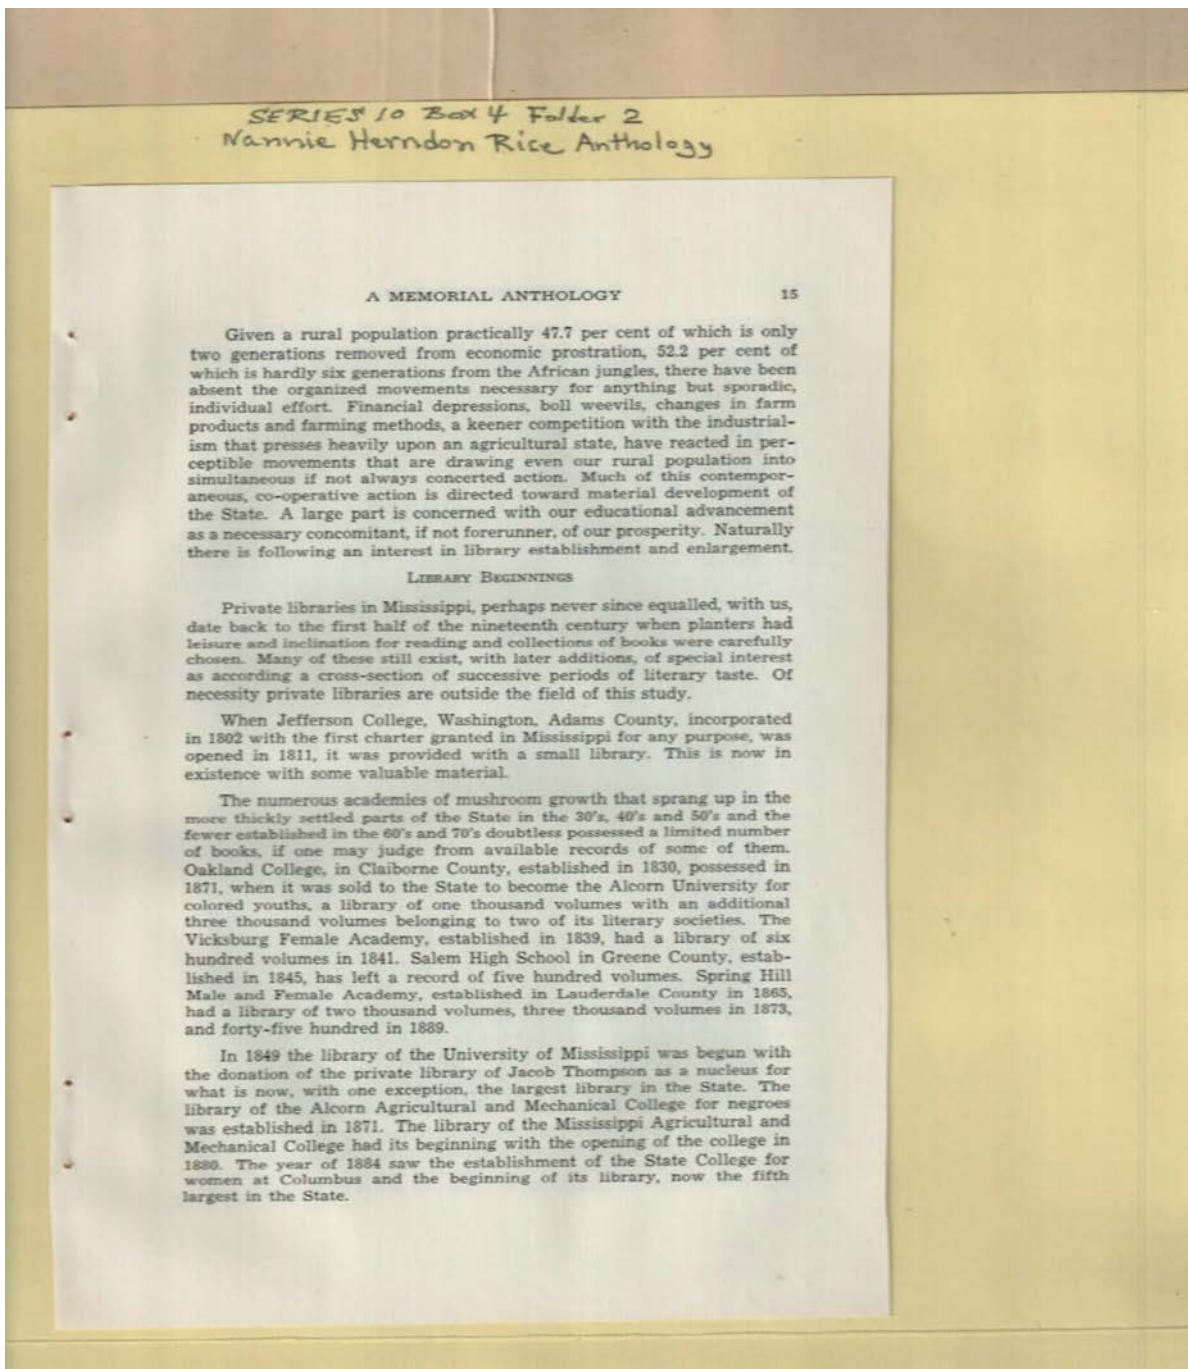 SERIES 10 Box 4 Folder 2
Nannie Herndon Rice Anthology
A MEMORIAL ANTHOLOGY 15
Given a rural population practically 47.7 per cent of which is only
two generations removed from economic prostration, 52.2 per cent of
which is hardly six generations from the African jungles, there have been
absent the organized movements necessary for anything but sporadic,
individual effort. Financial depressions, boll weevils, changes in farm
products and farming methods, a keener competition with the industrial-
ism that presses heavily upon an agricultural state, have reacted in per-
ceptible movements that are drawing even our rural population into
simultaneous if not always concerted action. Much of this contempor-
aneous, co-operative action is directed toward material development of
the State. A large part is concerned with our educational advancement
as a necessary concomitant, if not forerunner, of our prosperity. Naturally
there is following an interest in library establishment and enlargement.
LIBRARY BEGINNINGS
Private libraries in Mississippi, perhaps never since equalled, with us,
date back to the first half of the nineteenth century when planters had
leisure and inclination for reading and collections of books were carefully
chosen. Many of these still exist, with later additions, of special interest
as according a cross-section of successive periods of literary taste. Of
necessity private libraries are outside the field of this study.
When Jefferson College, Washington, Adams County, incorporated
in 1802 with the first charter granted in Mississippi for any purpose, was
opened in 1811, it was provided with a small library. This is now in
existence with some valuable material.
The numerous academies of mushroom growth that sprang up in the
more thickly settled parts of the State in the 30's, 40's and 50's and the
fewer established in the 60's and 70's doubtless possessed a limited number
of books, if one may judge from available records of some of them.
Oakland College, in Claiborne County, established in 1830, possessed in
1871, when it was sold to the State to become the Alcorn University for
colored youths, a library of one thousand volumes with an additional
three thousand volumes belonging to two of its literary societies. The
Vicksburg Female Academy, established in 1839, had a library of six
hundred volumes in 1841. Salem High School in Greene County, estab-
lished in 1845, has left a record of five hundred volumes. Spring Hill
Male and Female Academy, established in Lauderdale County in 1865,
had a library of two thousand volumes, three thousand volumes in 1873,
and forty-five hundred in 1889.
In 1849 the library of the University of Mississippi was begun with
the donation of the private library of Jacob Thompson as a nucleus for
what is now, with one exception, the largest library in the State. The
library of the Alcorn Agricultural and Mechanical College for negroes
was established in 1871. The library of the Mississippi Agricultural and
Mechanical College had its beginning with the opening of the college in
1880. The year of 1884 saw the establishment of the State College for
women at Columbus and the beginning of its library, now the fifth
largest in the State.